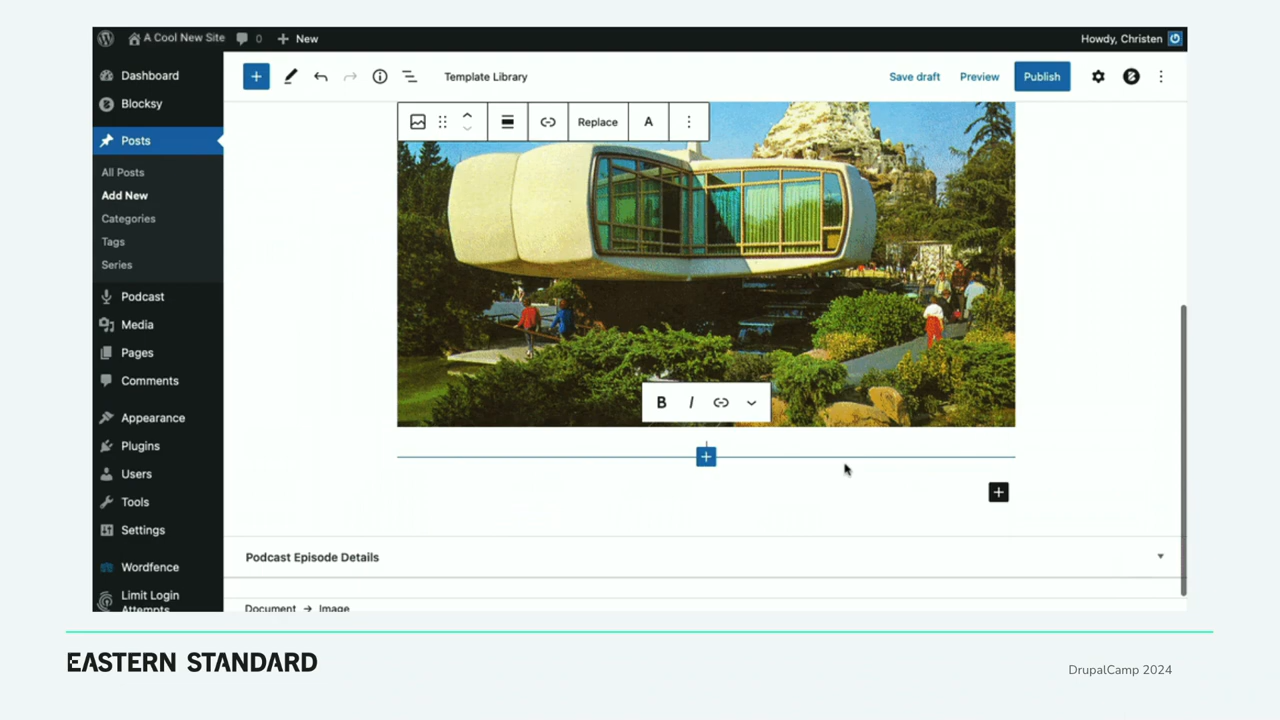 A Cool New Site 0 + New Howdy, Christen
Dashboard
Blocksy
Posts
All Posts
Add New
Categories
Tags
Series
Podcast
Media
Pages
Comments
Appearance
Plugins
Users
Tools
Settings
Wordfence
Limit Login
Attempts
Template Library Save draft Preview Publish
Replace A
B I
Podcast Episode Details
Document → Image
EASTERN STANDARD
DrupalCamp 2024